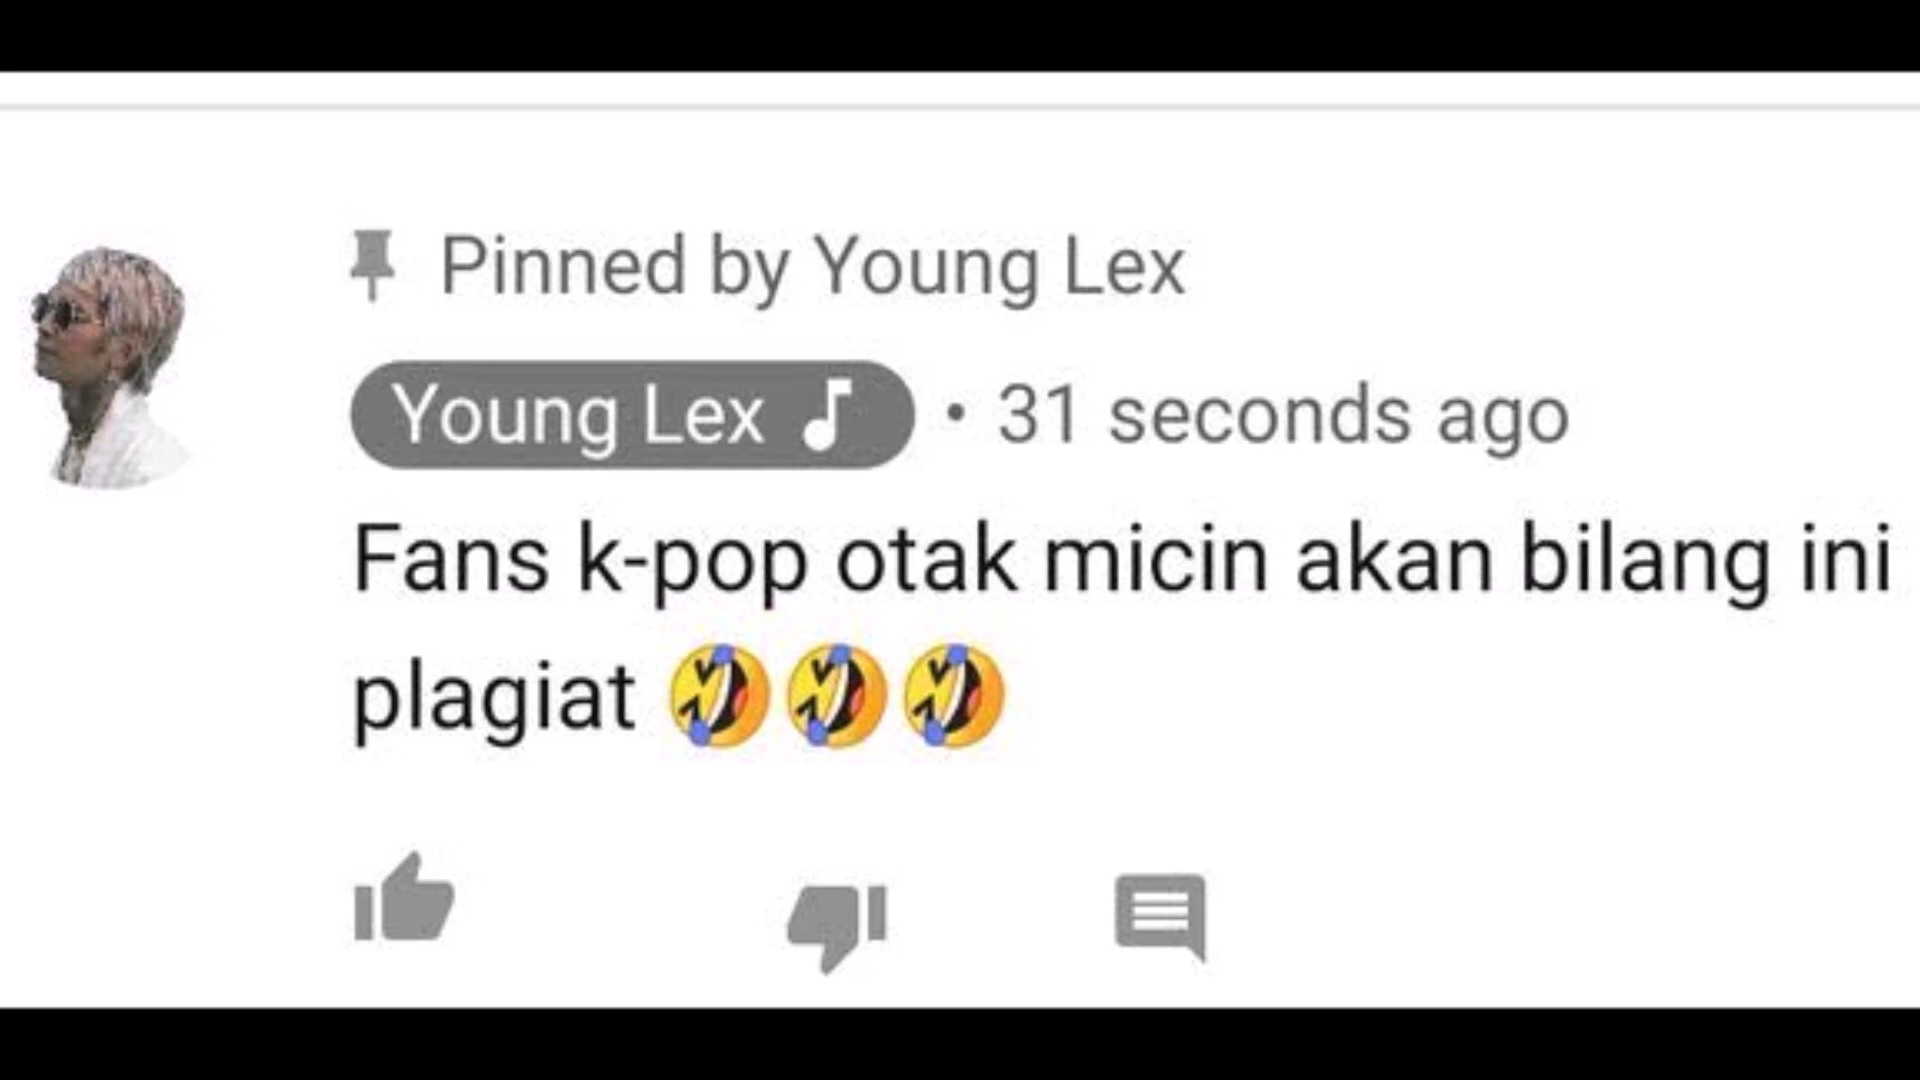 Pinned by Young Lex
Young Lex • 31 seconds ago
Fans k-pop otak micin akan bilang ini
plagiat 🤣🤣🤣